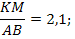 KM/AB = 2,1;